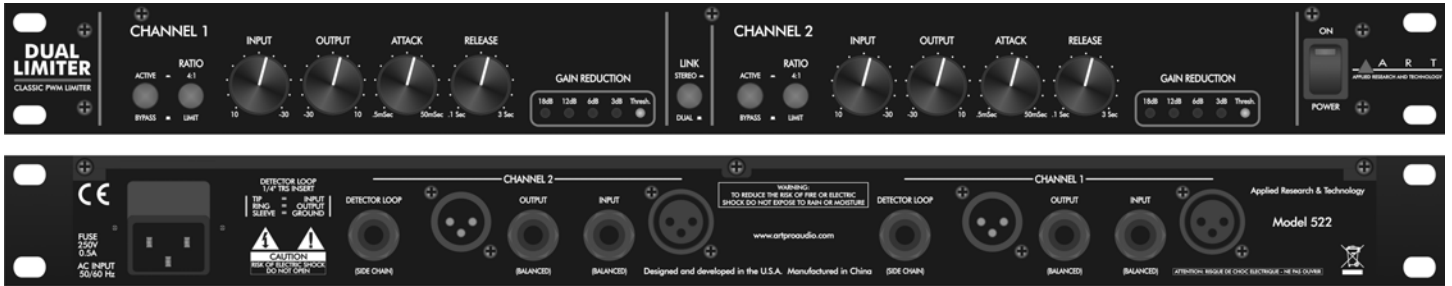 DUAL
LIMITER
CLASSIC PWM LIMITER
CHANNEL 1
RATIO
ACTIVE 4:1
BYPASS LIMIT
INPUT OUTPUT ATTACK RELEASE
10 -30 -30 10 .5mSec 50mSec .1 Sec 3 Sec
GAIN REDUCTION
18dB 12dB 6dB 3dB Thresh.
LINK
STEREO
DUAL
CHANNEL 2
RATIO
ACTIVE 4:1
BYPASS LIMIT
INPUT OUTPUT ATTACK RELEASE
10 -30 -30 10 .5mSec 50mSec .1 Sec 3 Sec
GAIN REDUCTION
18dB 12dB 6dB 3dB Thresh.
ON
POWER
ART
APPLIED RESEARCH AND TECHNOLOGY
CE
FUSE
250V
0.5A
AC INPUT
50/60 Hz
DETECTOR LOOP
1/4" TRS INSERT
TIP = INPUT
RING = OUTPUT
SLEEVE = GROUND
CAUTION
RISK OF ELECTRIC SHOCK
DO NOT OPEN
CHANNEL 2
DETECTOR LOOP OUTPUT INPUT
(SIDE CHAIN) (BALANCED) (BALANCED)
WARNING:
TO REDUCE THE RISK OF FIRE OR ELECTRIC
SHOCK DO NOT EXPOSE TO RAIN OR MOISTURE
www.artproaudio.com
Designed and developed in the U.S.A. Manufactured in China
CHANNEL 1
DETECTOR LOOP OUTPUT INPUT
(SIDE CHAIN) (BALANCED) (BALANCED)
Applied Research & Technology
Model 522
ATTENTION: RISQUE DE CHOC ELECTRIQUE - NE PAS OUVRIR